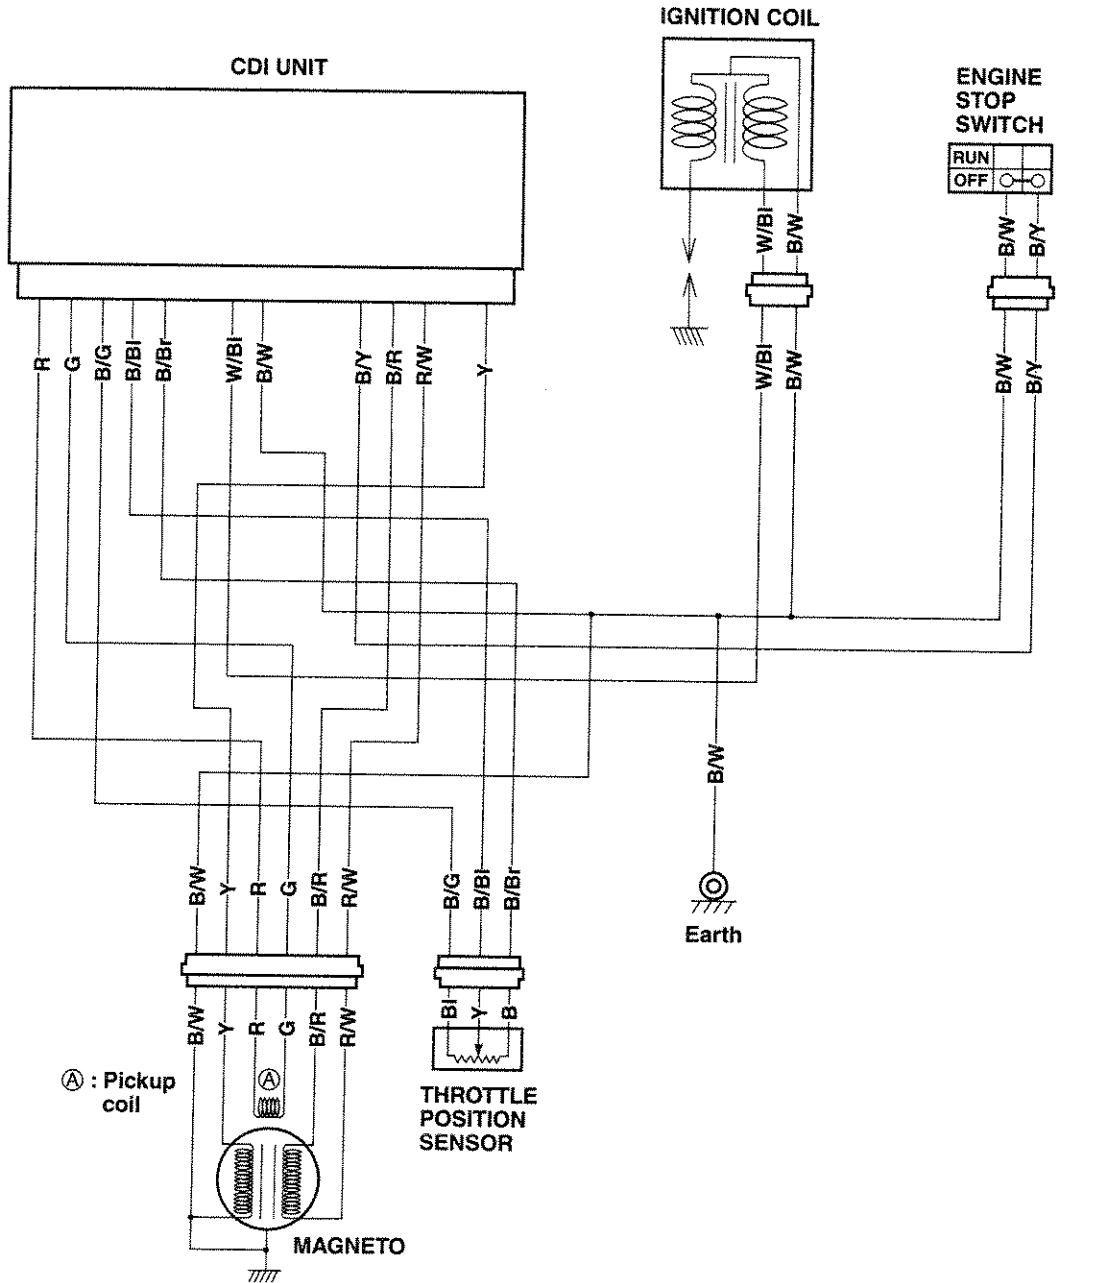 IGNITION COIL
CDI UNIT
ENGINE
STOP
SWITCH
RUN
OFF
W/Bl
B/W
B/W
B/Y
R
G
B/G
B/Bl
B/Br
W/Bl
B/W
B/Y
B/R
R/W
Y
W/Bl
B/W
B/W
B/Y
B/W
B/W
Y
R
G
B/R
R/W
B/G
B/Bl
B/Br
Earth
B/W
Y
R
G
B/R
R/W
Bl
Y
B
A : Pickup
coil
A
THROTTLE
POSITION
SENSOR
MAGNETO